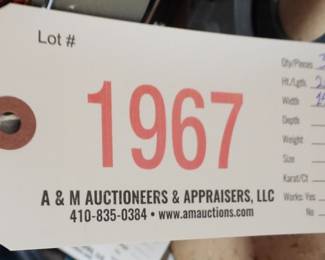 Lot #
1967
A & M AUCTIONEERS & APPRAISERS, LLC
410-835-0384 • www.amauctions.com
Qty/Pieces
Ht./Lgth
Width
Depth
Weight
Size
Karat/Ct
Works: Yes
No